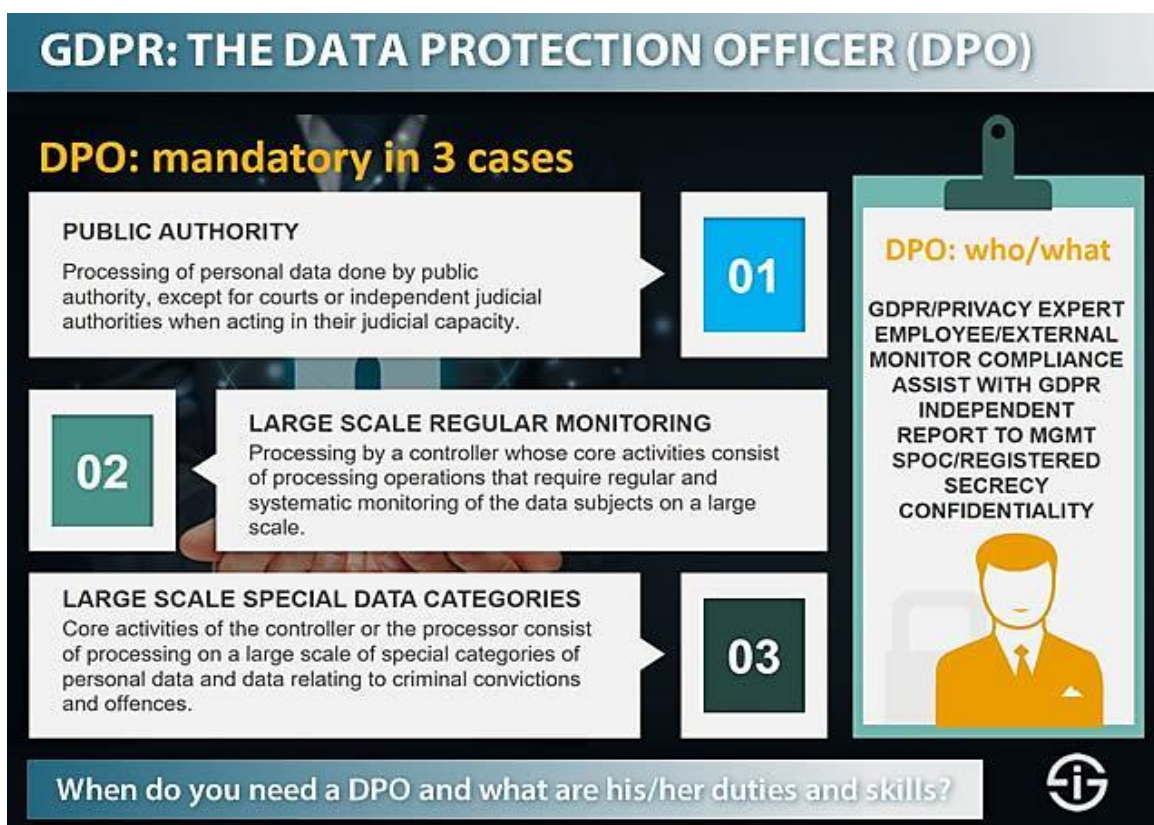 GDPR: THE DATA PROTECTION OFFICER (DPO)
DPO: mandatory in 3 cases
PUBLIC AUTHORITY
Processing of personal data done by public
authority, except for courts or independent judicial
authorities when acting in their judicial capacity.
01
02
LARGE SCALE REGULAR MONITORING
Processing by a controller whose core activities consist
of processing operations that require regular and
systematic monitoring of the data subjects on a large
scale.
LARGE SCALE SPECIAL DATA CATEGORIES
Core activities of the controller or the processor consist
of processing on a large scale of special categories of
personal data and data relating to criminal convictions
and offences.
03
DPO: who/what
GDPR/PRIVACY EXPERT
EMPLOYEE/EXTERNAL
MONITOR COMPLIANCE
ASSIST WITH GDPR
INDEPENDENT
REPORT TO MGMT
SPOC/REGISTERED
SECRECY
CONFIDENTIALITY
When do you need a DPO and what are his/her duties and skills?